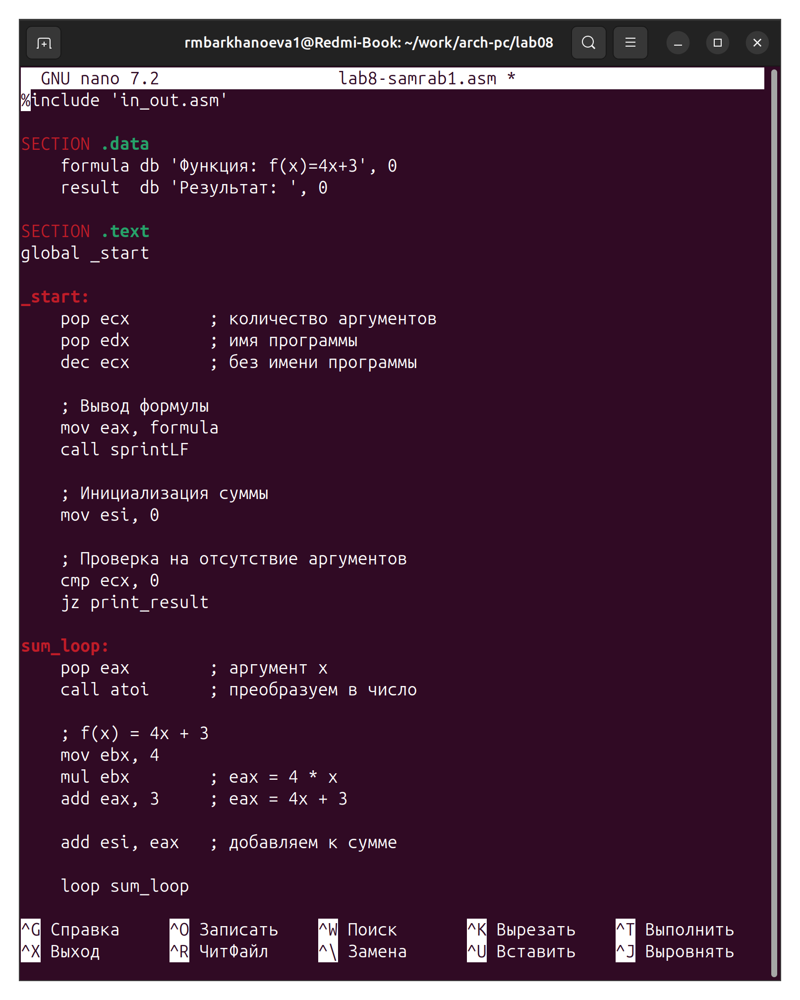 rmbarkhanoeva1@Redmi-Book: ~/work/arch-pc/lab08
GNU nano 7.2 lab8-samrab1.asm *
%include 'in_out.asm'
SECTION .data
formula db 'Функция: f(x)=4x+3', 0
result  db 'Результат: ', 0
SECTION .text
global _start
_start:
pop ecx        ; количество аргументов
pop edx        ; имя программы
dec ecx        ; без имени программы
; Вывод формулы
mov eax, formula
call sprintLF
; Инициализация суммы
mov esi, 0
; Проверка на отсутствие аргументов
cmp ecx, 0
jz print_result
sum_loop:
pop eax        ; аргумент x
call atoi      ; преобразуем в число
; f(x) = 4x + 3
mov ebx, 4
mul ebx        ; eax = 4 * x
add eax, 3     ; eax = 4x + 3
add esi, eax   ; добавляем к сумме
loop sum_loop
^G Справка ^O Записать ^W Поиск ^K Вырезать ^T Выполнить
^X Выход ^R ЧитФайл ^\ Замена ^U Вставить ^J Выровнять